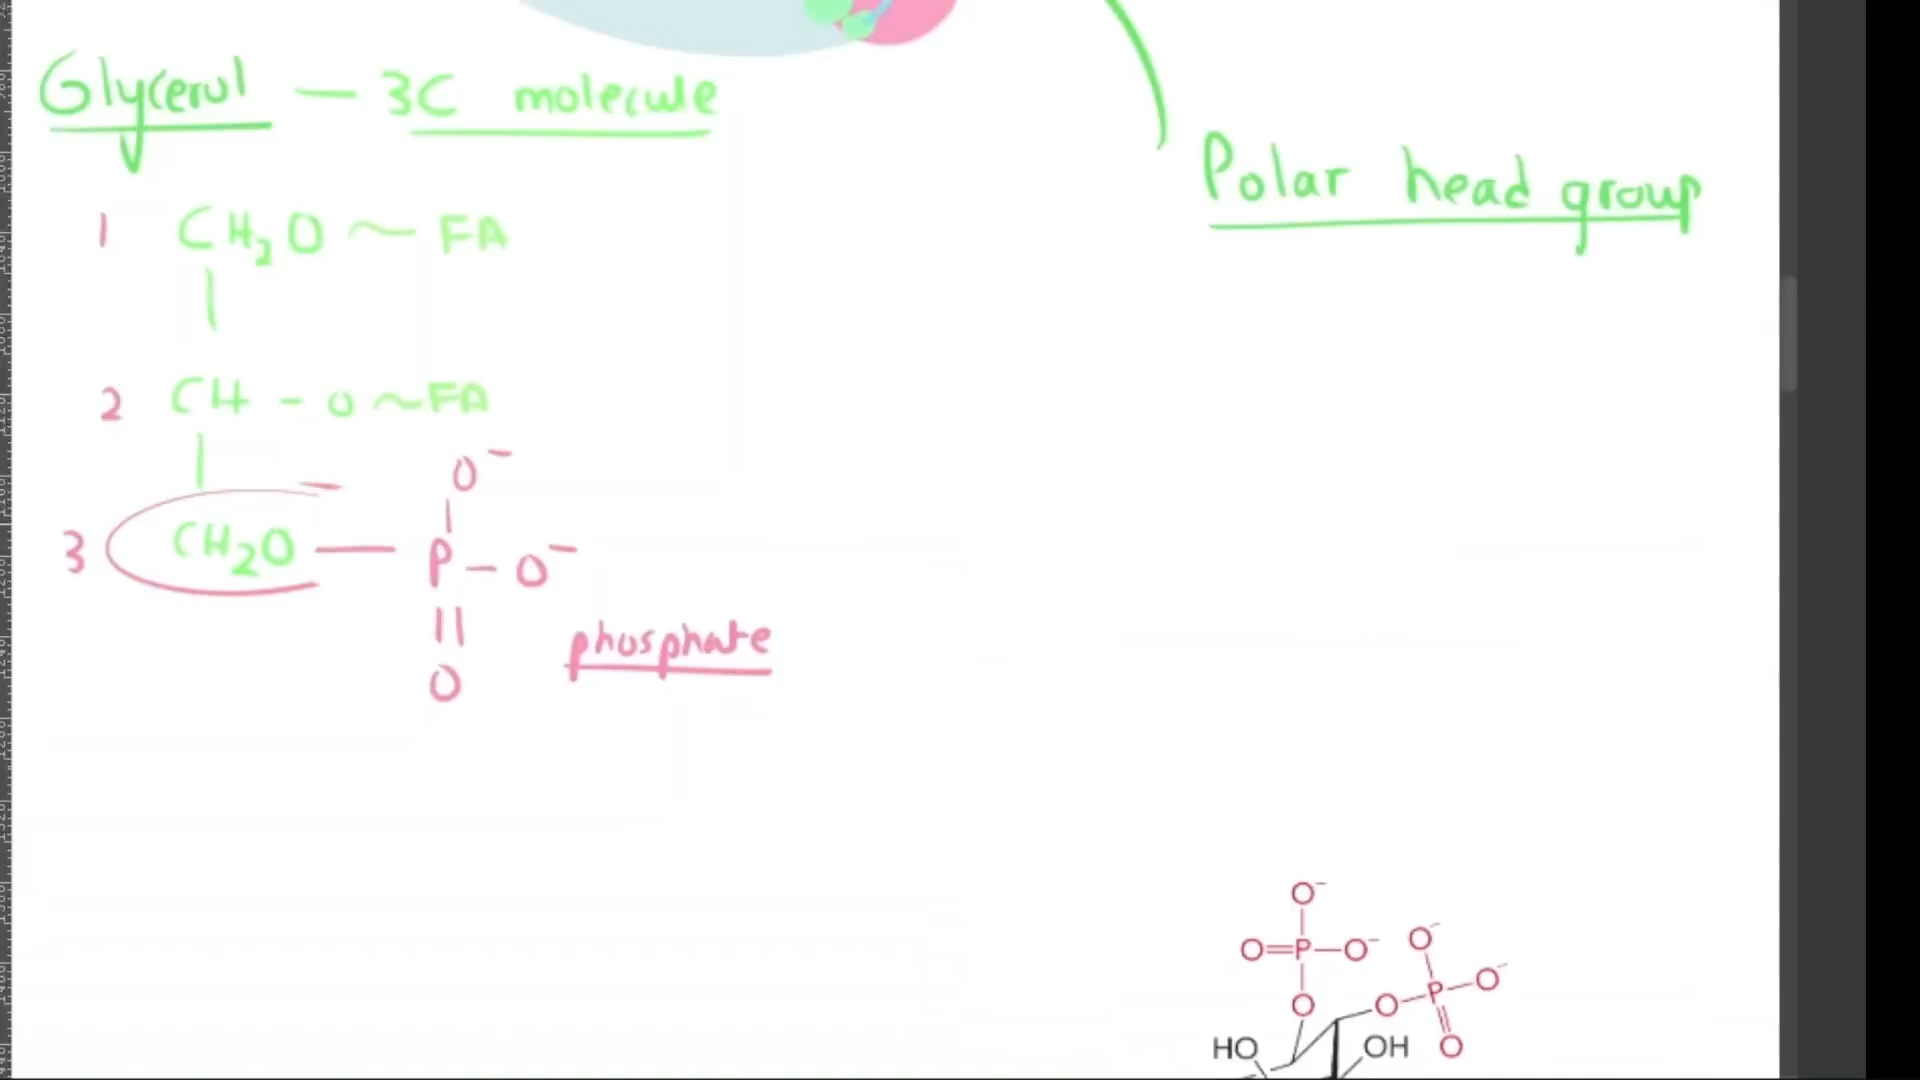 Glycerol — 3C molecule
Polar head group
1 CH2O ~ FA
2 CH - O ~ FA
O-
3 CH2O — P - O-
O
phosphate
O-
O=P—O- O-
P O-
O O
HO OH O